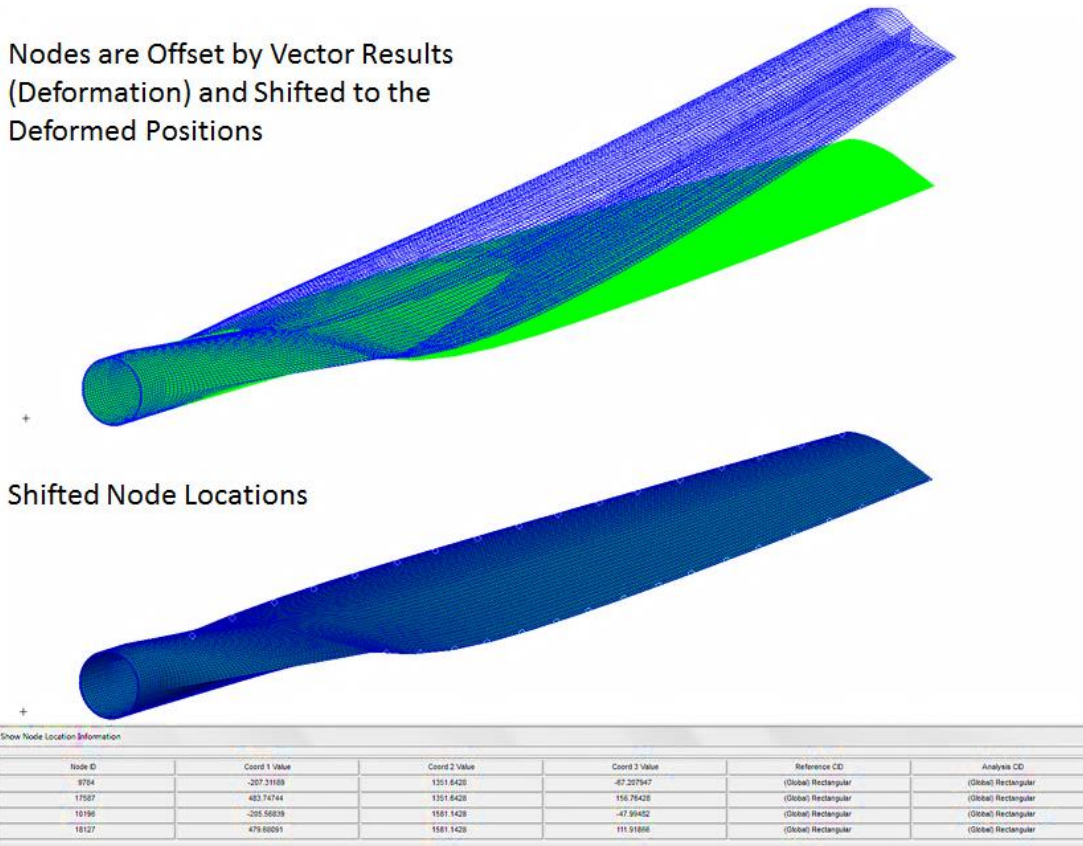 Nodes are Offset by Vector Results
(Deformation) and Shifted to the
Deformed Positions
Shifted Node Locations
Show Node Location Information
Node ID Coord 1 Value Coord 2 Value Coord 3 Value Reference CID Analysis CID
9784 -207.31189 1351.6428 -67.207947 (Global) Rectangular (Global) Rectangular
17587 483.74744 1351.6428 156.76428 (Global) Rectangular (Global) Rectangular
10196 -205.56839 1581.1428 -47.99452 (Global) Rectangular (Global) Rectangular
18127 479.68091 1581.1428 111.91866 (Global) Rectangular (Global) Rectangular